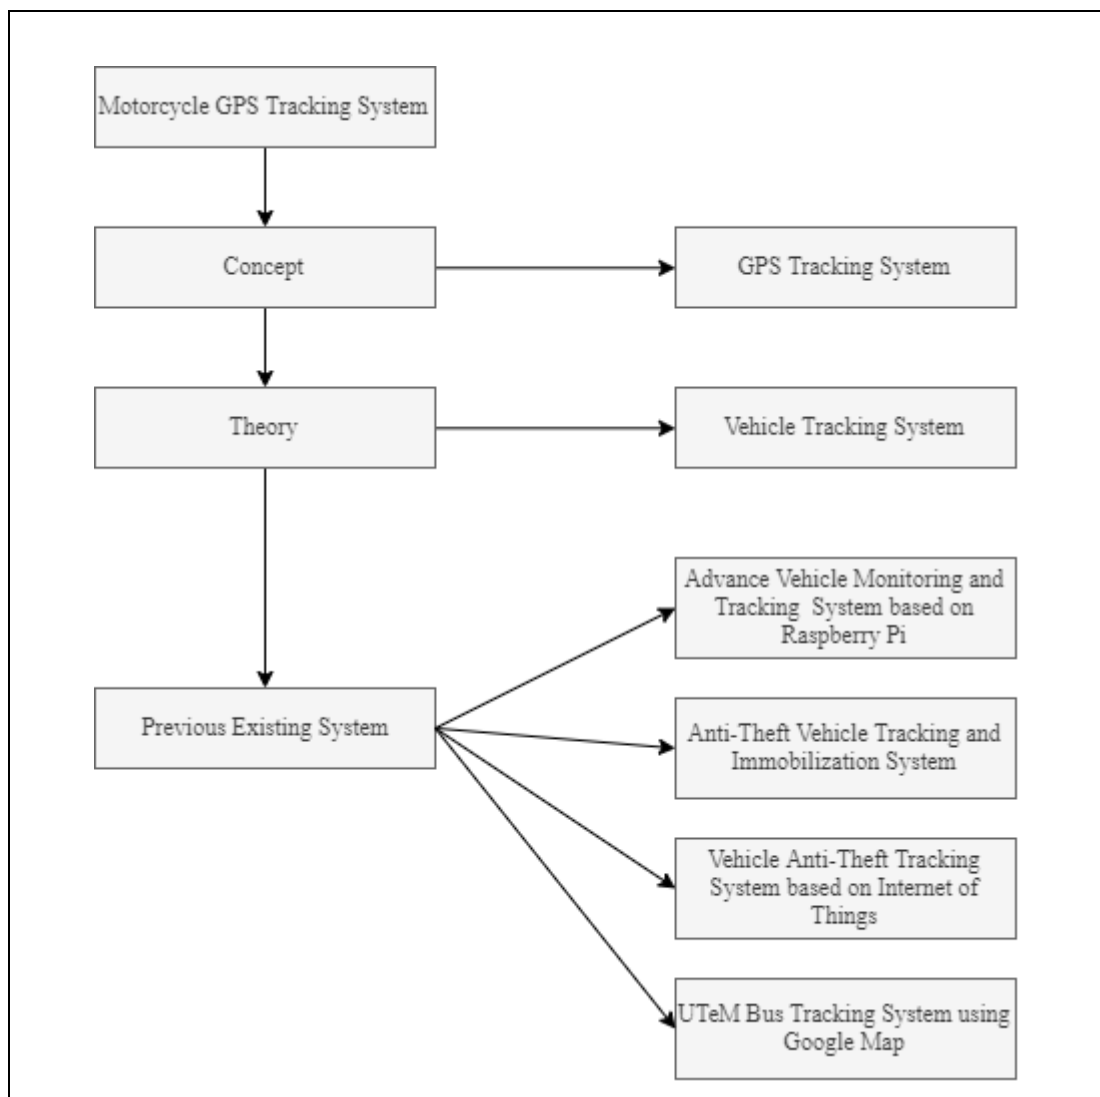 Motorcycle GPS Tracking System
Concept
GPS Tracking System
Theory
Vehicle Tracking System
Previous Existing System
Advance Vehicle Monitoring and
Tracking System based on
Raspberry Pi
Anti-Theft Vehicle Tracking and
Immobilization System
Vehicle Anti-Theft Tracking
System based on Internet of
Things
UTeM Bus Tracking System using
Google Map